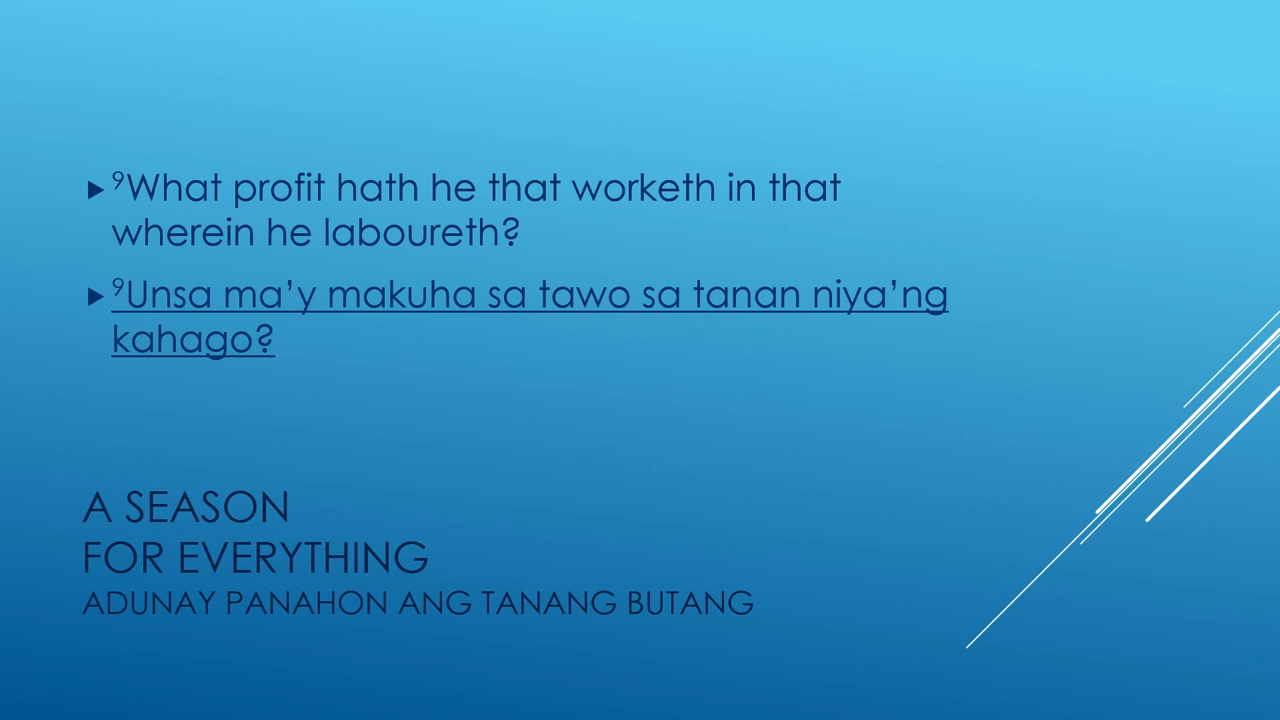 ⁹What profit hath he that worketh in that
wherein he laboureth?
⁹Unsa ma’y makuha sa tawo sa tanan niya’ng
kahago?
A SEASON
FOR EVERYTHING
ADUNAY PANAHON ANG TANANG BUTANG